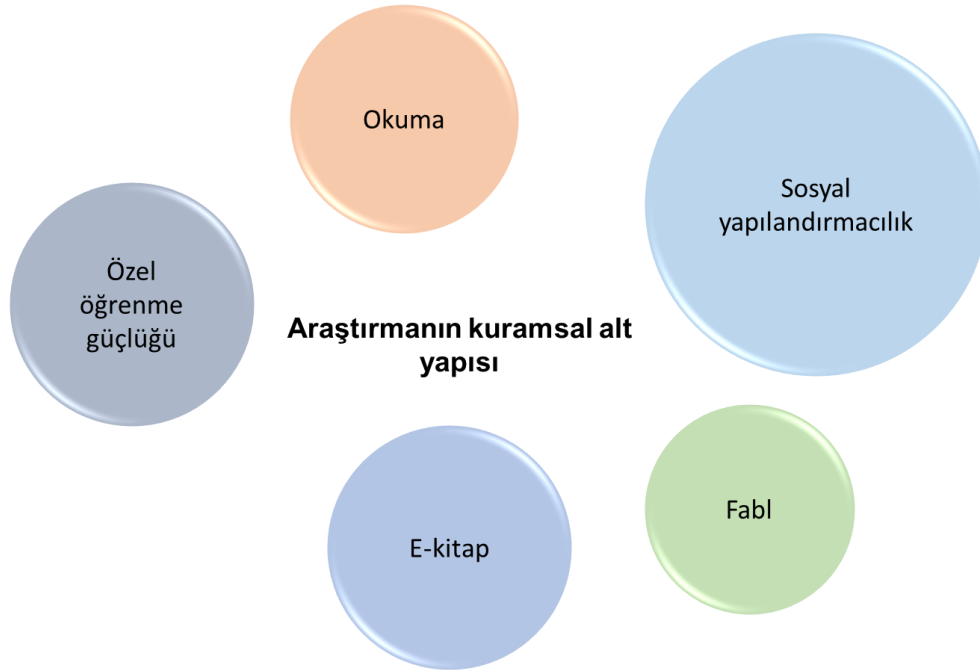 Okuma
Sosyal
yapılandırmacılık
Özel
öğrenme
güçlüğü
Araştırmanın kuramsal alt
yapısı
Fabl
E-kitap